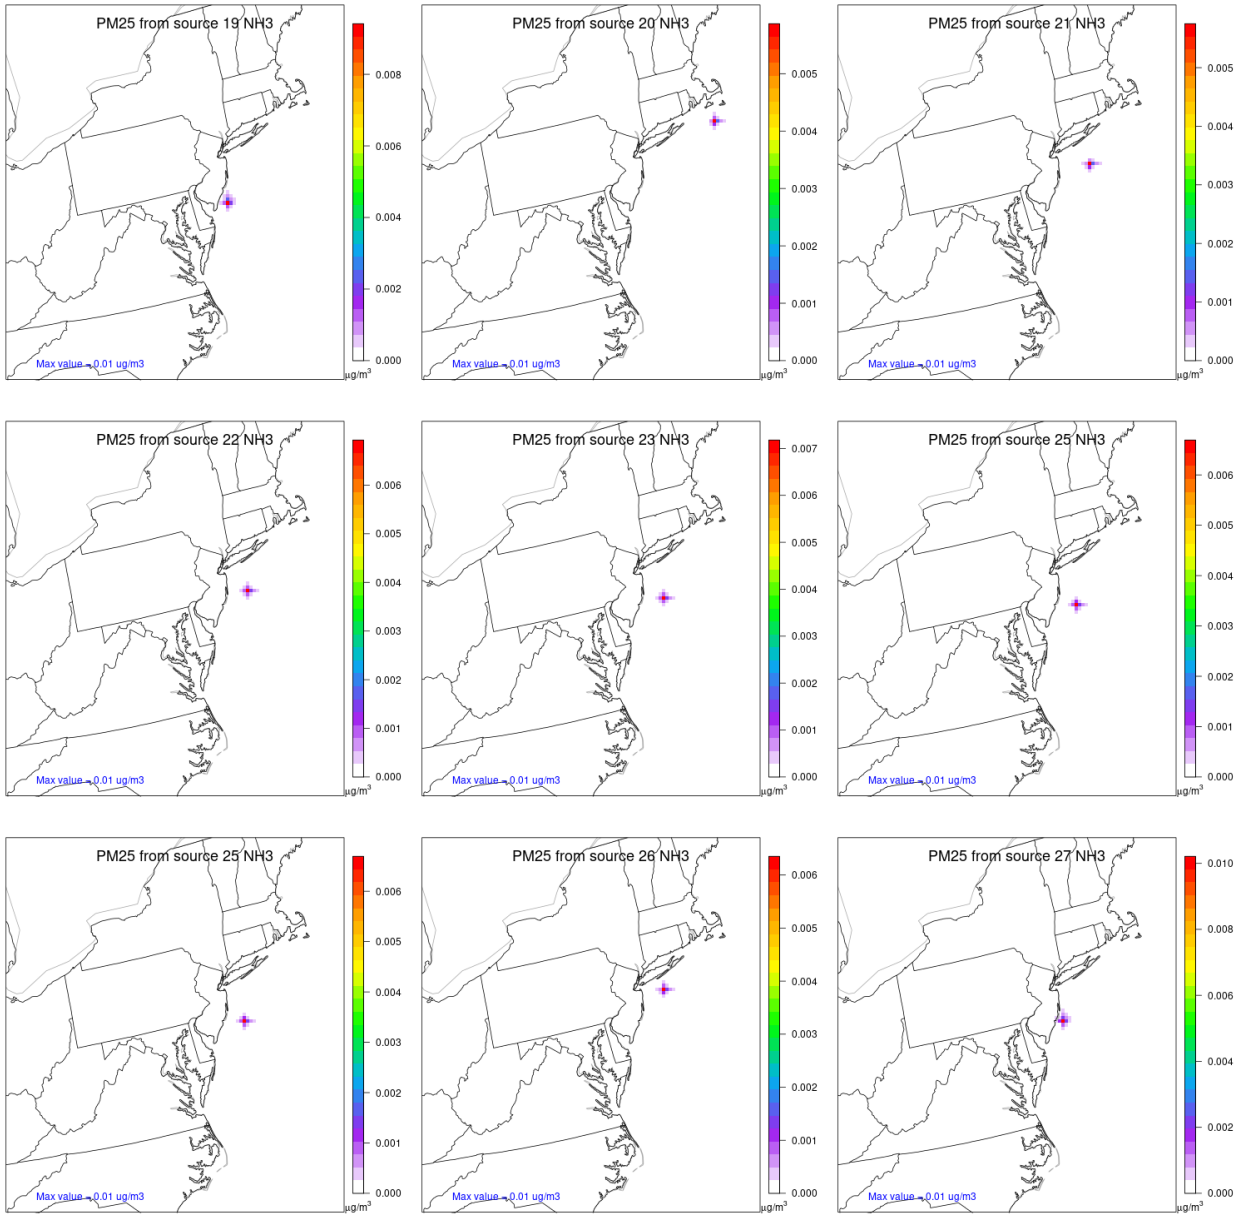 PM25 from source 19 NH3
0.008
0.006
0.004
0.002
0.000
µg/m³
Max value = 0.01 ug/m3
PM25 from source 20 NH3
0.005
0.004
0.003
0.002
0.001
0.000
µg/m³
Max value = 0.01 ug/m3
PM25 from source 21 NH3
0.005
0.004
0.003
0.002
0.001
0.000
µg/m³
Max value = 0.01 ug/m3
PM25 from source 22 NH3
0.006
0.005
0.004
0.003
0.002
0.001
0.000
µg/m³
Max value = 0.01 ug/m3
PM25 from source 23 NH3
0.007
0.006
0.005
0.004
0.003
0.002
0.001
0.000
µg/m³
Max value = 0.01 ug/m3
PM25 from source 25 NH3
0.006
0.005
0.004
0.003
0.002
0.001
0.000
µg/m³
Max value = 0.01 ug/m3
PM25 from source 25 NH3
0.006
0.005
0.004
0.003
0.002
0.001
0.000
µg/m³
Max value = 0.01 ug/m3
PM25 from source 26 NH3
0.006
0.005
0.004
0.003
0.002
0.001
0.000
µg/m³
Max value = 0.01 ug/m3
PM25 from source 27 NH3
0.010
0.008
0.006
0.004
0.002
0.000
µg/m³
Max value = 0.01 ug/m3